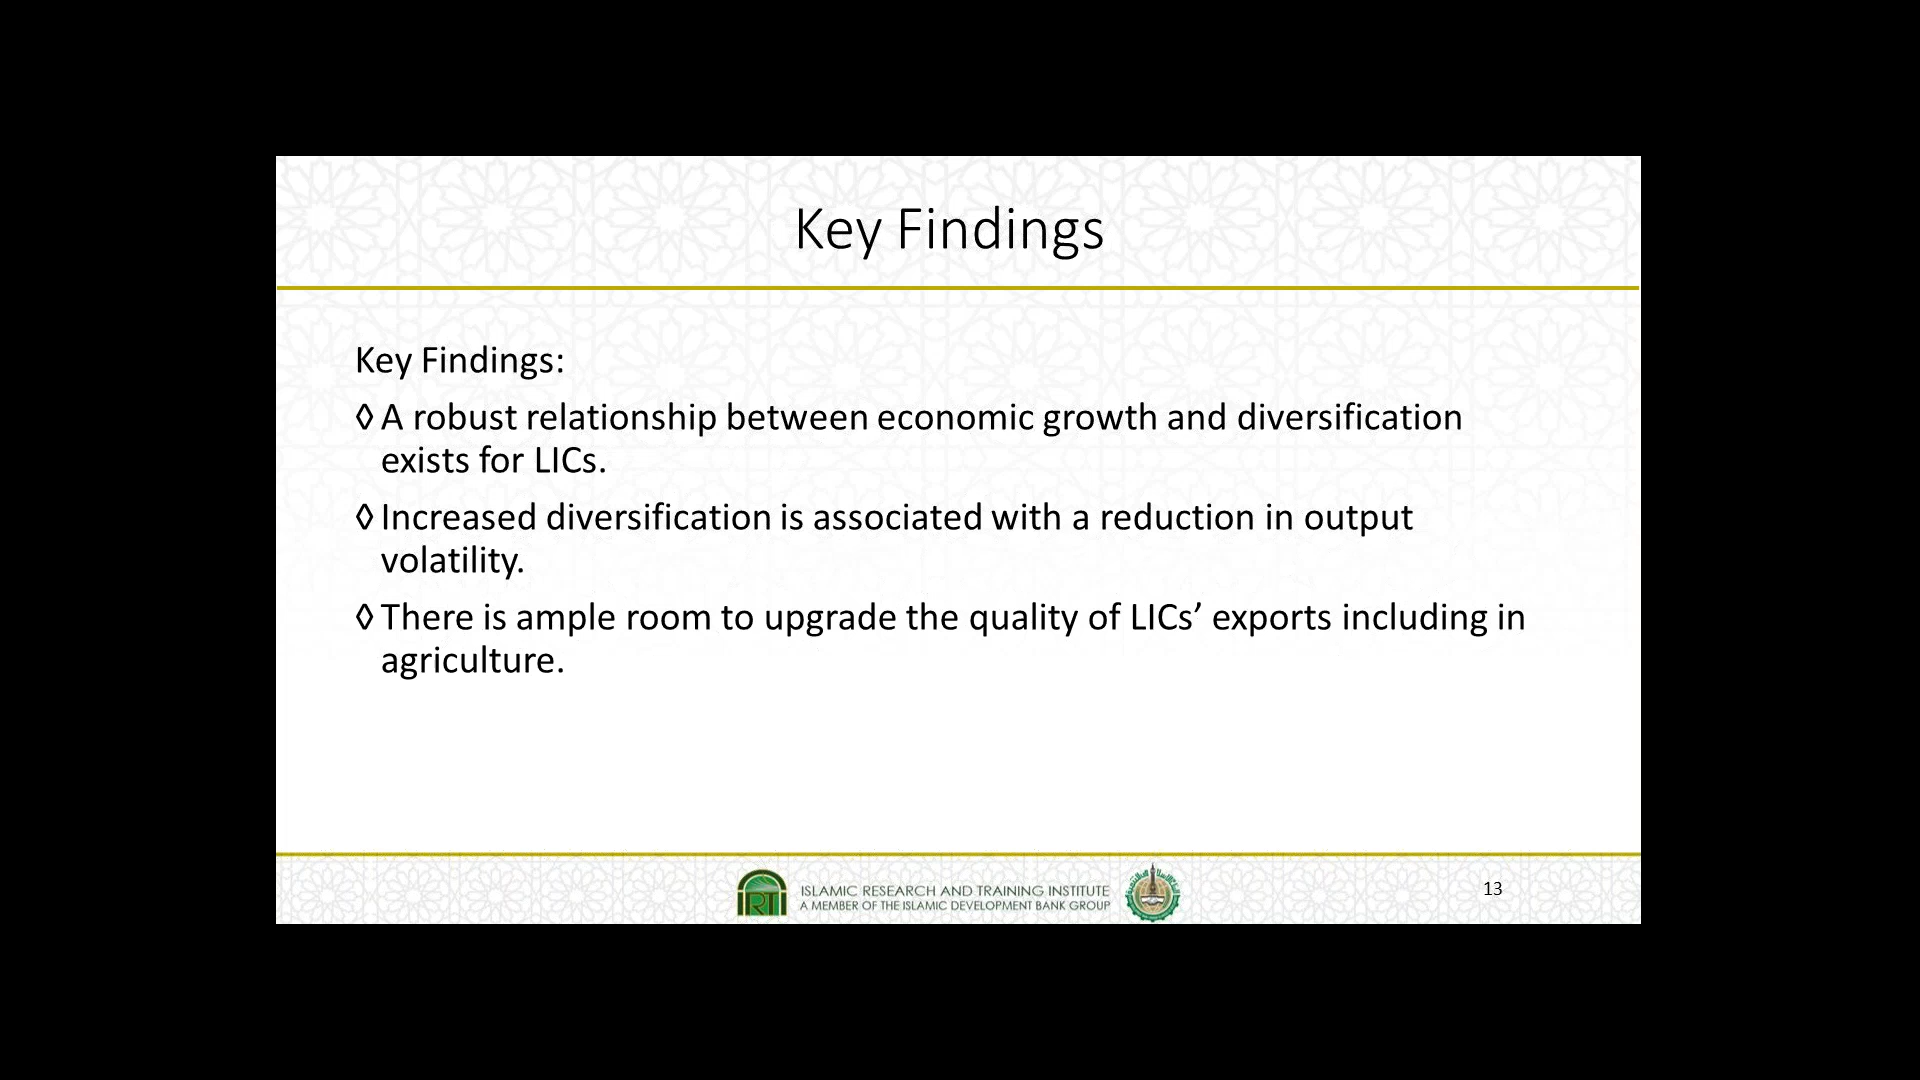 Key Findings
Key Findings:
◊ A robust relationship between economic growth and diversification
exists for LICs.
◊ Increased diversification is associated with a reduction in output
volatility.
◊ There is ample room to upgrade the quality of LICs’ exports including in
agriculture.
IRTI
ISLAMIC RESEARCH AND TRAINING INSTITUTE
A MEMBER OF THE ISLAMIC DEVELOPMENT BANK GROUP
13